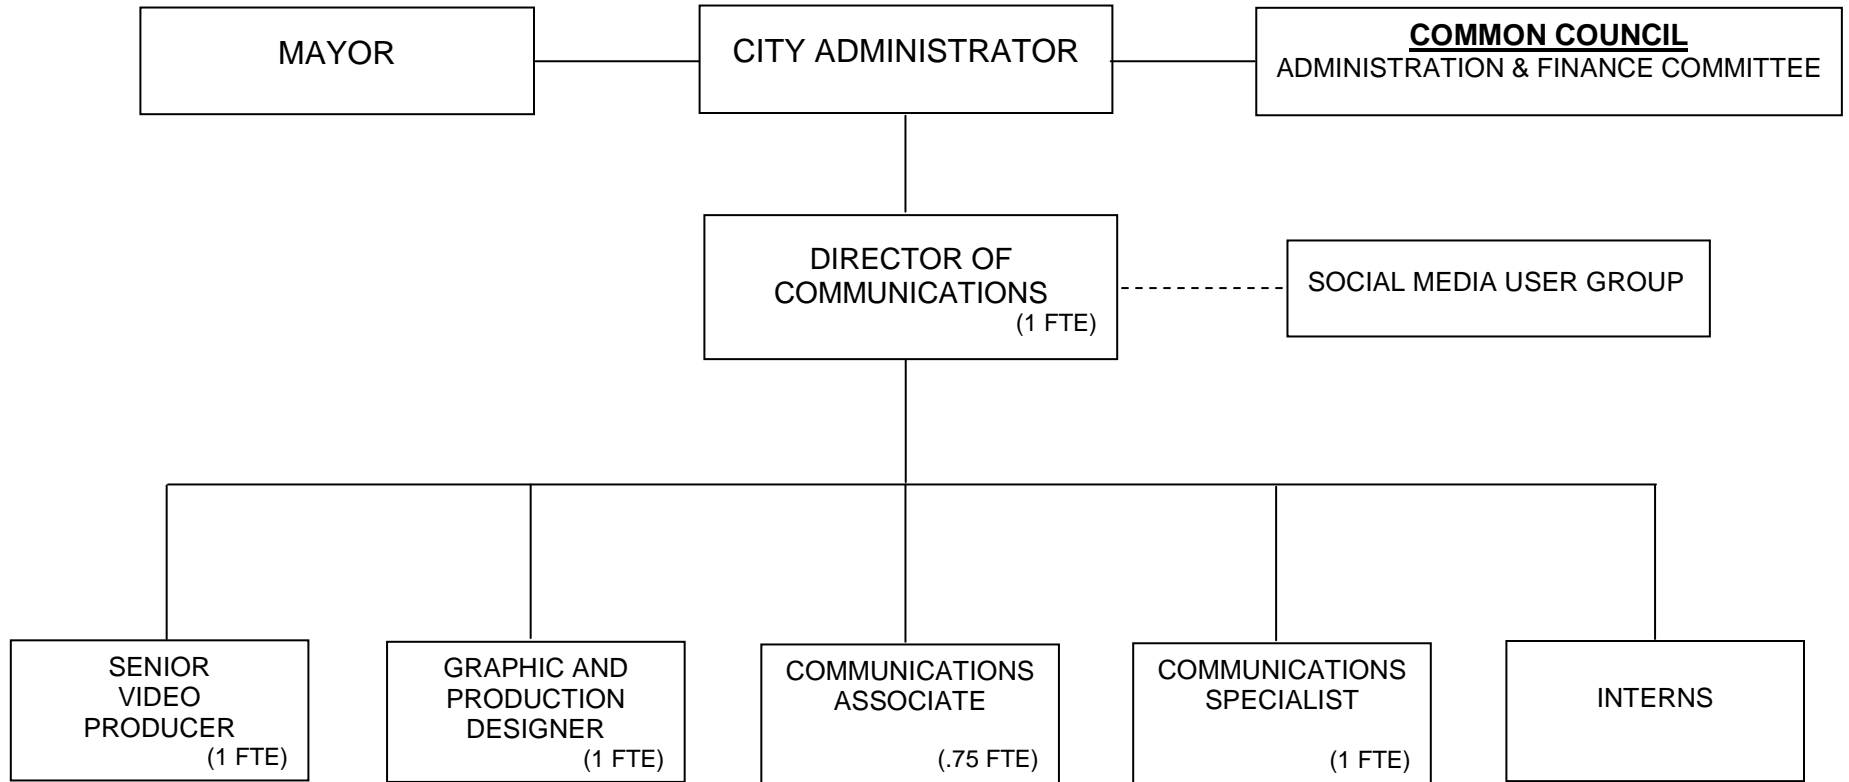 MAYOR
CITY ADMINISTRATOR
COMMON COUNCIL
ADMINISTRATION & FINANCE COMMITTEE
DIRECTOR OF
COMMUNICATIONS
(1 FTE)
SOCIAL MEDIA USER GROUP
SENIOR
VIDEO
PRODUCER
(1 FTE)
GRAPHIC AND
PRODUCTION
DESIGNER
(1 FTE)
COMMUNICATIONS
ASSOCIATE
(.75 FTE)
COMMUNICATIONS
SPECIALIST
(1 FTE)
INTERNS